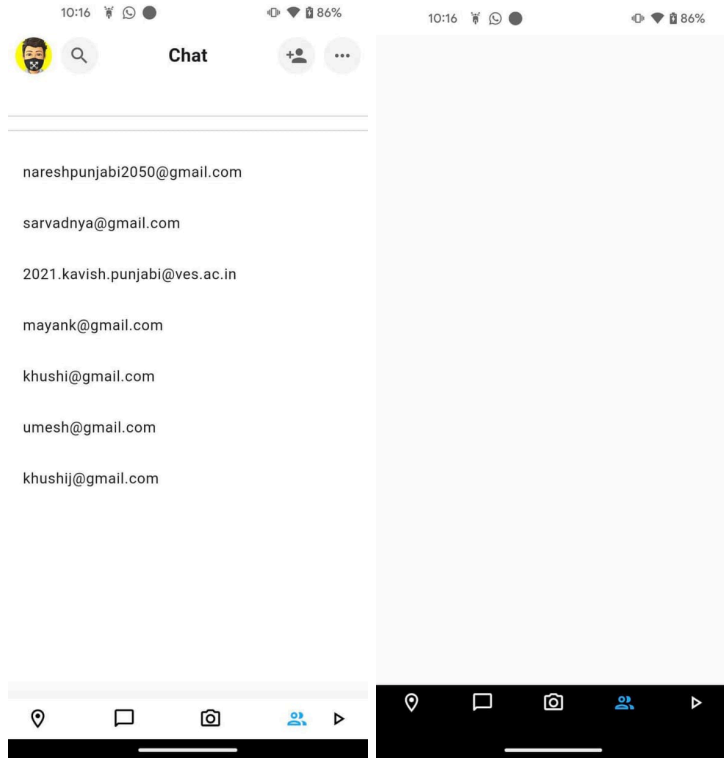 10:16 86%
Chat
nareshpunjabi2050@gmail.com
sarvadnya@gmail.com
2021.kavish.punjabi@ves.ac.in
mayank@gmail.com
khushi@gmail.com
umesh@gmail.com
khushij@gmail.com
10:16 86%